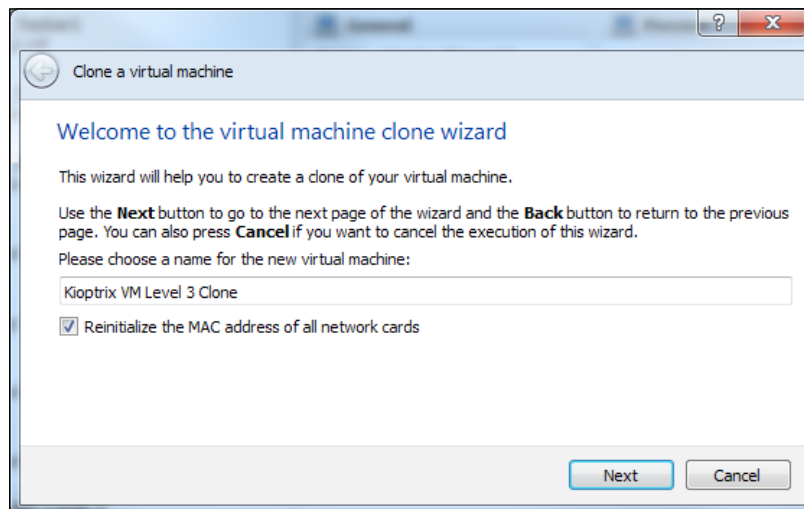 General
?
X
Clone a virtual machine
Welcome to the virtual machine clone wizard
This wizard will help you to create a clone of your virtual machine.
Use the Next button to go to the next page of the wizard and the Back button to return to the previous
page. You can also press Cancel if you want to cancel the execution of this wizard.
Please choose a name for the new virtual machine:
Kioptrix VM Level 3 Clone
Reinitialize the MAC address of all network cards
Next
Cancel